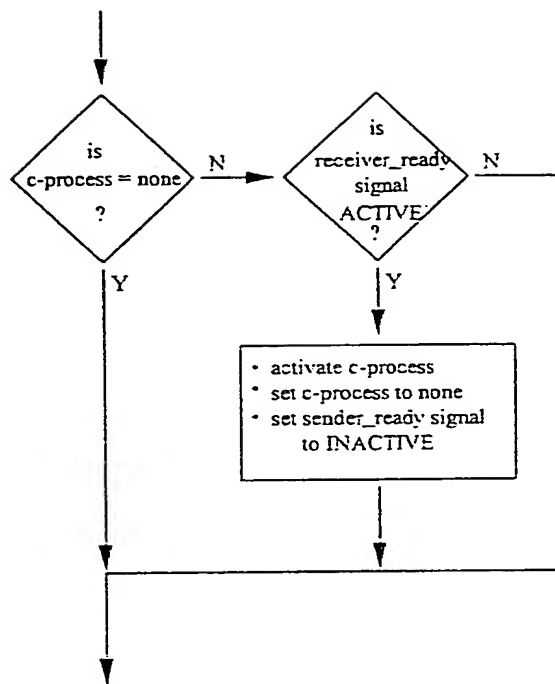 is
c-process = none
?
N
Y
is
receiver_ready
signal
ACTIVE
?
N
Y
• activate c-process
• set c-process to none
• set sender_ready signal
to INACTIVE